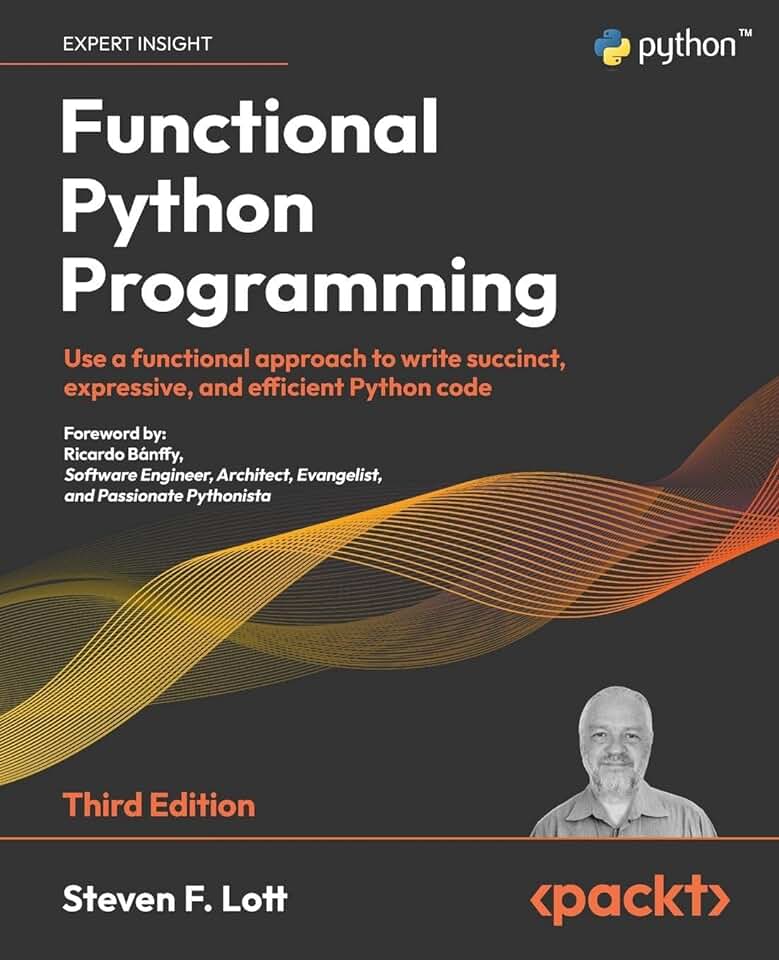 EXPERT INSIGHT
python™
Functional
Python
Programming
Use a functional approach to write succinct,
expressive, and efficient Python code
Foreword by:
Ricardo Bánffy,
Software Engineer, Architect, Evangelist,
and Passionate Pythonista
Third Edition
Steven F. Lott
<packt>